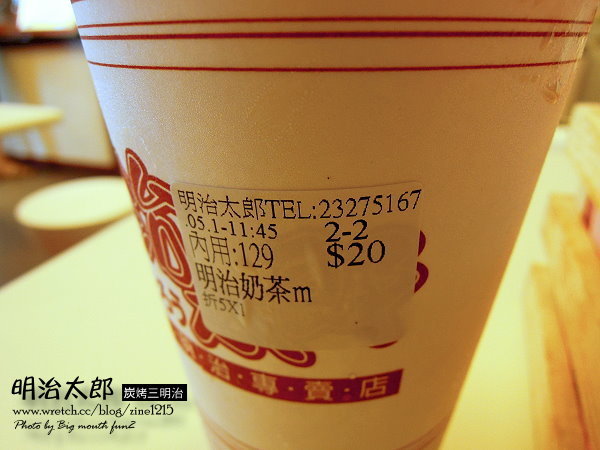 明治太郎TEL:23275167
.05.1-11:45 2-2
內用:129 $20
明治奶茶m
折5X1
治・專・賣・店
明治太郎 炭烤三明治
www.wretch.cc/blog/zine1215
Photo by Big mouth fun2